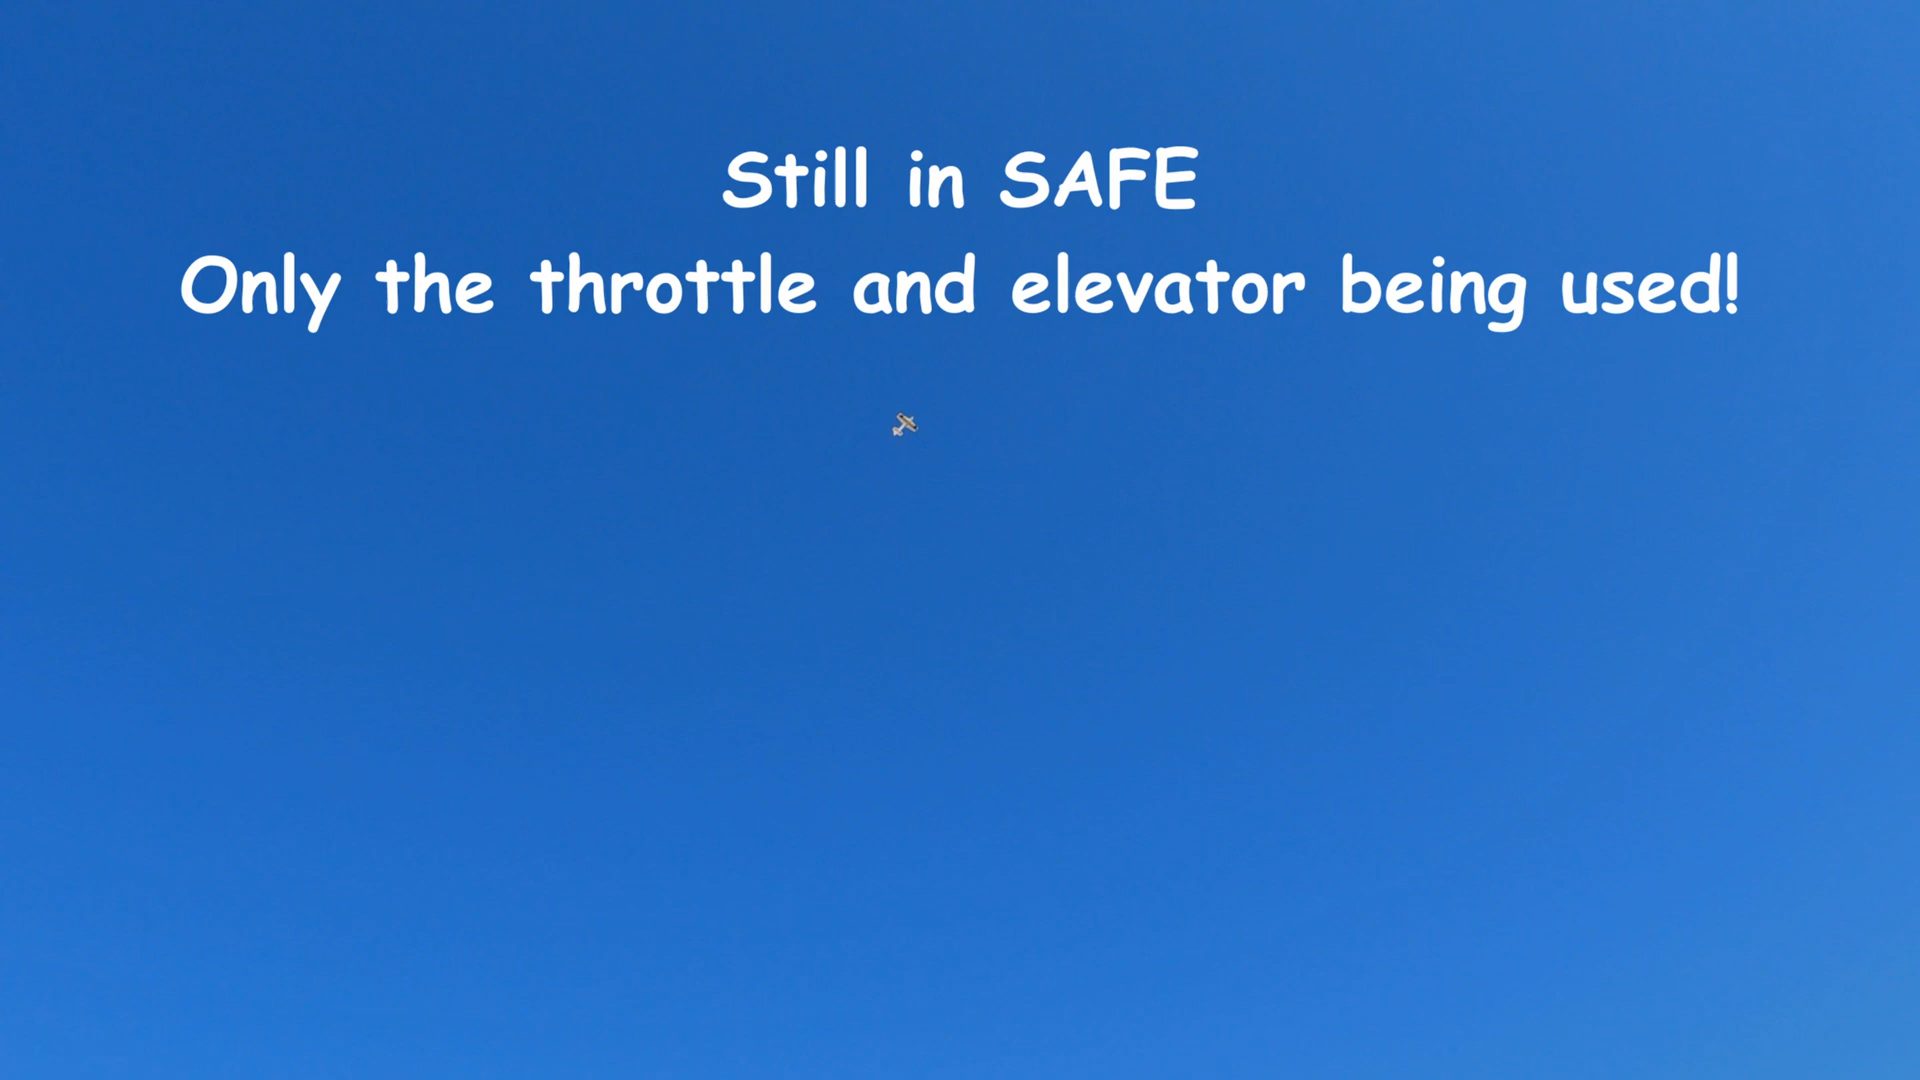 Still in SAFE
Only the throttle and elevator being used!